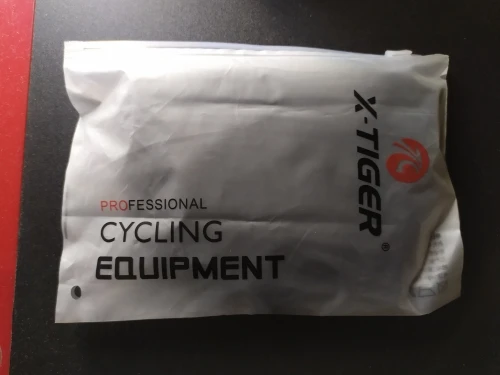 PROFESSIONAL
CYCLING
EQUIPMENT
X-TIGER®